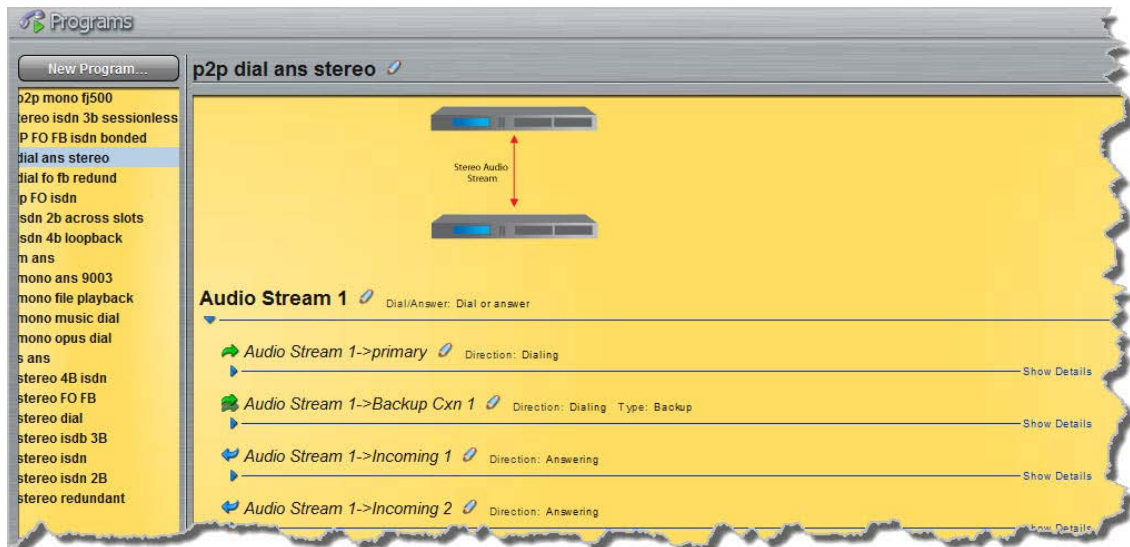 Programs
New Program...
p2p dial ans stereo
p2p mono fj500
tereo isdn 3b sessionless
IP FO FB isdn bonded
dial ans stereo
dial fo fb redund
p FO isdn
isdn 2b across slots
isdn 4b loopback
m ans
mono ans 9003
mono file playback
mono music dial
mono opus dial
s ans
stereo 4B isdn
stereo FO FB
stereo dial
stereo isdb 3B
stereo isdn
stereo isdn 2B
stereo redundant
Stereo Audio
Stream
Audio Stream 1 Dial/Answer: Dial or answer
Audio Stream 1->primary Direction: Dialing
Show Details
Audio Stream 1->Backup Cxn 1 Direction: Dialing Type: Backup
Show Details
Audio Stream 1->Incoming 1 Direction: Answering
Show Details
Audio Stream 1->Incoming 2 Direction: Answering
Show Details